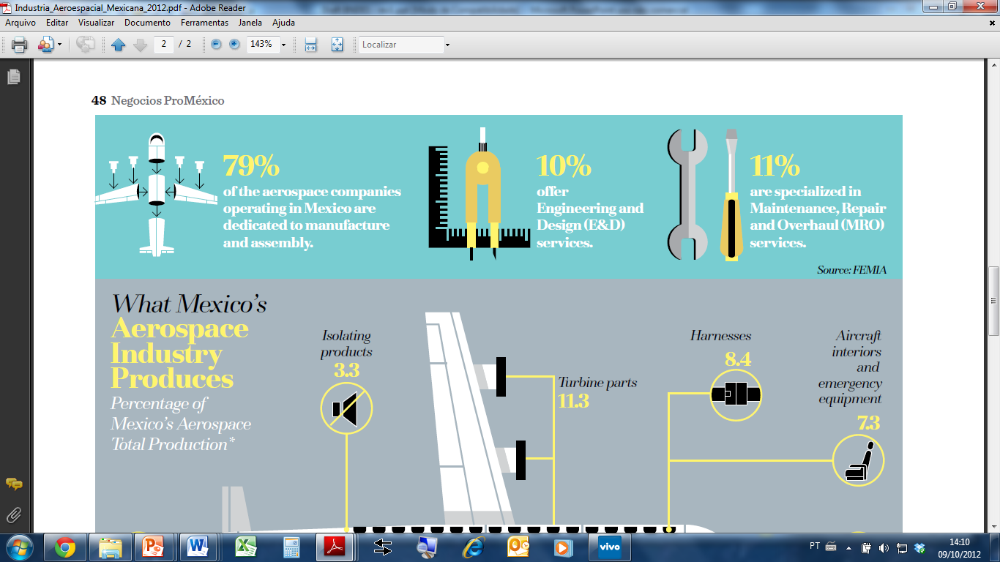 Industria_Aeroespacial_Mexicana_2012.pdf - Adobe Reader
Arquivo Editar Visualizar Documento Ferramentas Janela Ajuda
2 / 2 143% Localizar
48 Negocios ProMéxico
79%
of the aerospace companies
operating in Mexico are
dedicated to manufacture
and assembly.
10%
offer
Engineering and
Design (E&D)
services.
11%
are specialized in
Maintenance, Repair
and Overhaul (MRO)
services.
Source: FEMIA
What Mexico's
Aerospace
Industry
Produces
Percentage of
Mexico's Aerospace
Total Production*
Isolating
products
3.3
Turbine parts
11.3
Harnesses
8.4
Aircraft
interiors
and
emergency
equipment
7.3
vivo
PT
14:10
09/10/2012